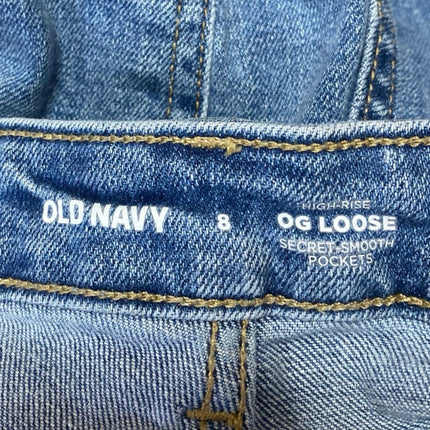 OLD NAVY
8
HIGH-RISE
OG LOOSE
SECRET-SMOOTH
POCKETS